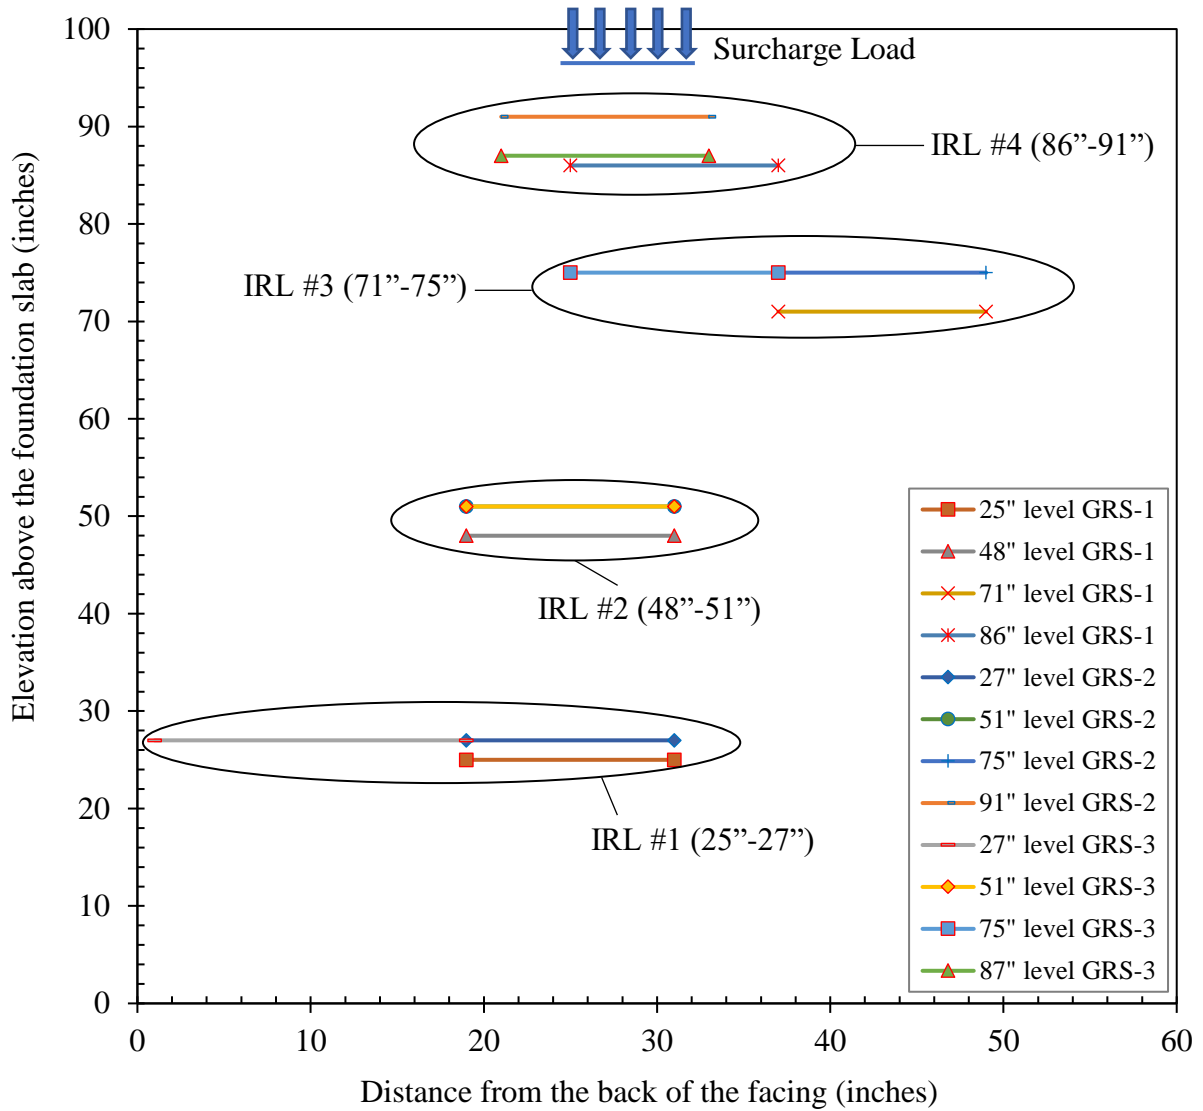 Surcharge Load
IRL #4 (86”-91”)
IRL #3 (71”-75”)
IRL #2 (48”-51”)
IRL #1 (25”-27”)
Elevation above the foundation slab (inches)
100
90
80
70
60
50
40
30
20
10
0
0 10 20 30 40 50 60
Distance from the back of the facing (inches)
25" level GRS-1
48" level GRS-1
71" level GRS-1
86" level GRS-1
27" level GRS-2
51" level GRS-2
75" level GRS-2
91" level GRS-2
27" level GRS-3
51" level GRS-3
75" level GRS-3
87" level GRS-3